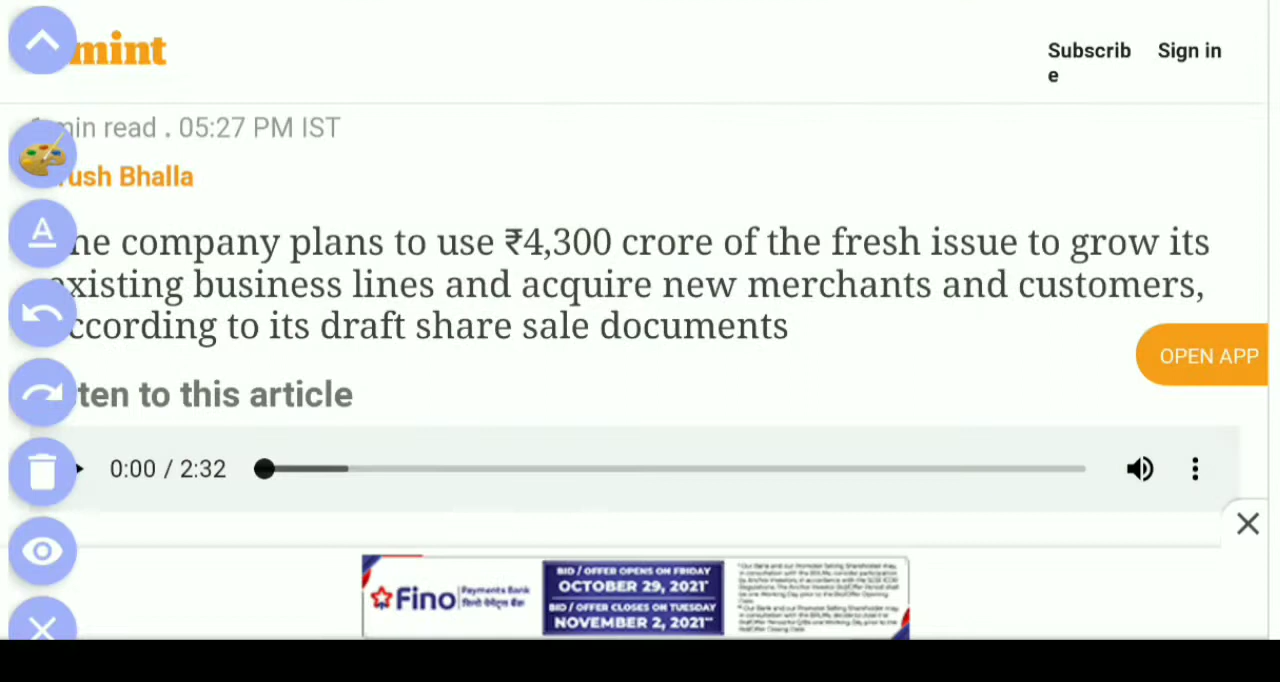 mint
Subscrib
e
Sign in
min read . 05:27 PM IST
ush Bhalla
he company plans to use ₹4,300 crore of the fresh issue to grow its
existing business lines and acquire new merchants and customers,
ccording to its draft share sale documents
OPEN APP
ten to this article
0:00 / 2:32
Fino
Payments Bank
BID / OFFER OPENS ON FRIDAY
OCTOBER 29, 2021*
BID / OFFER CLOSES ON TUESDAY
NOVEMBER 2, 2021**